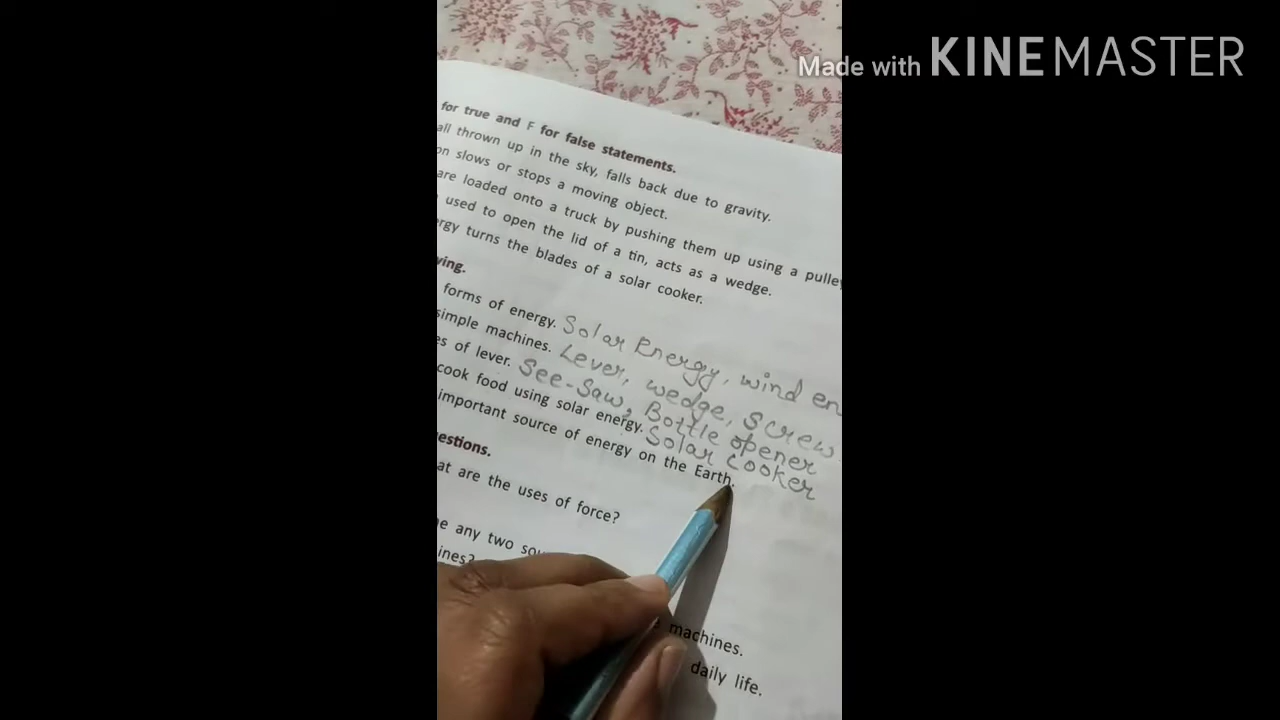 Made with KINEMASTER
for true and F for false statements.
all thrown up in the sky, falls back due to gravity.
on slows or stops a moving object.
are loaded onto a truck by pushing them up using a pulley
used to open the lid of a tin, acts as a wedge.
ergy turns the blades of a solar cooker.
wing.
forms of energy. Solar Energy, wind en
simple machines. Lever, wedge, screw.
es of lever. See-Saw, Bottle opener
cook food using solar energy. Solar cooker
important source of energy on the Earth.
estions.
at are the uses of force?
e any two sou
ines?
machines.
daily life.